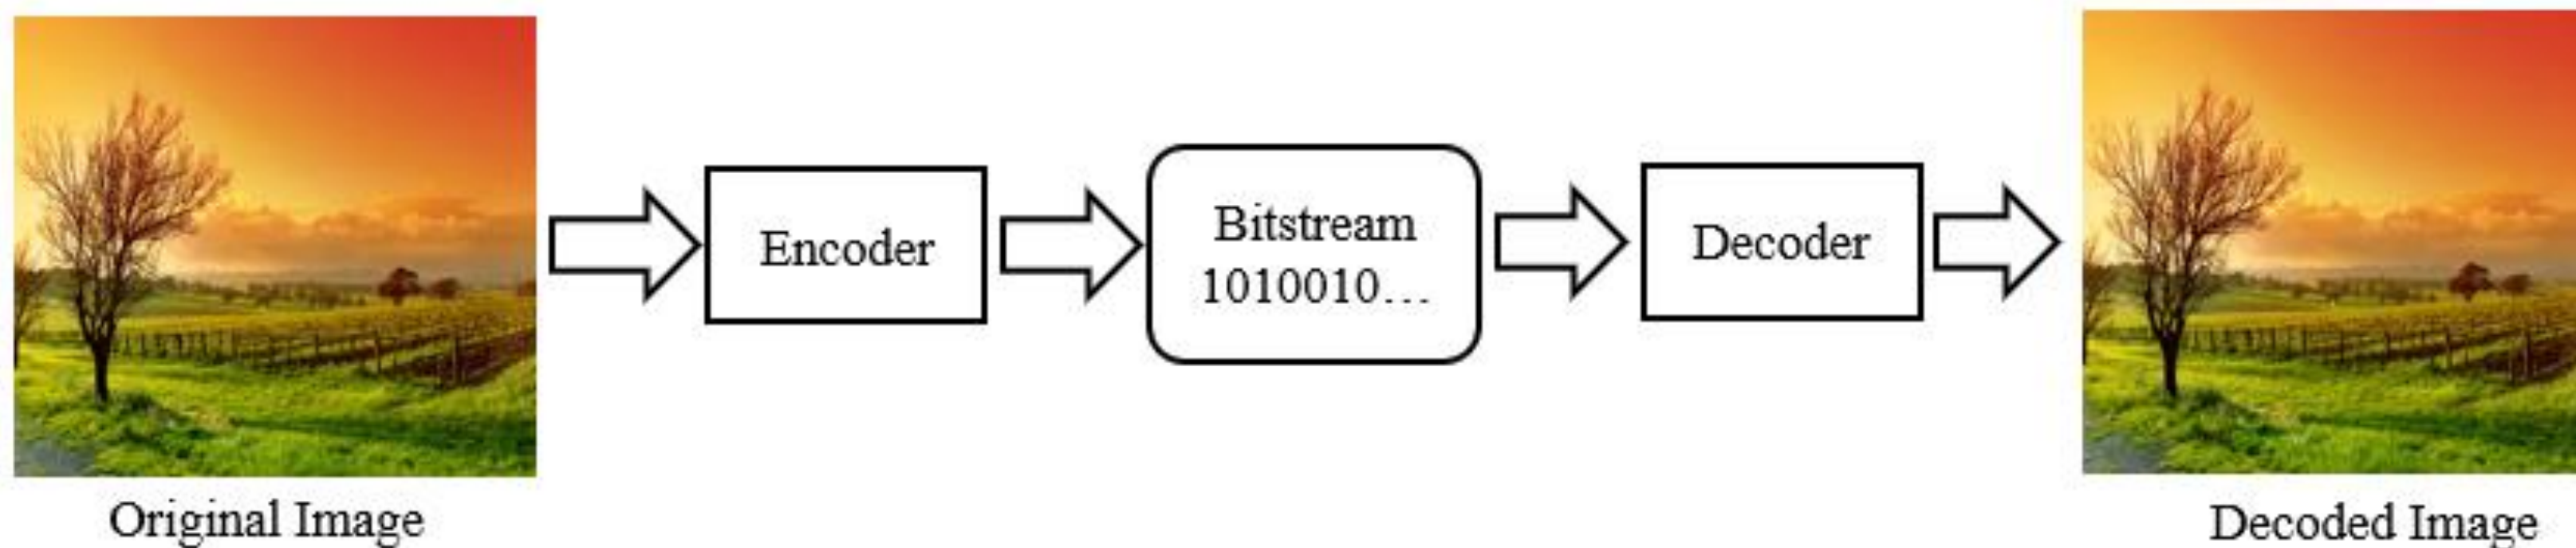 Encoder
Bitstream
1010010...
Decoder
Original Image
Decoded Image